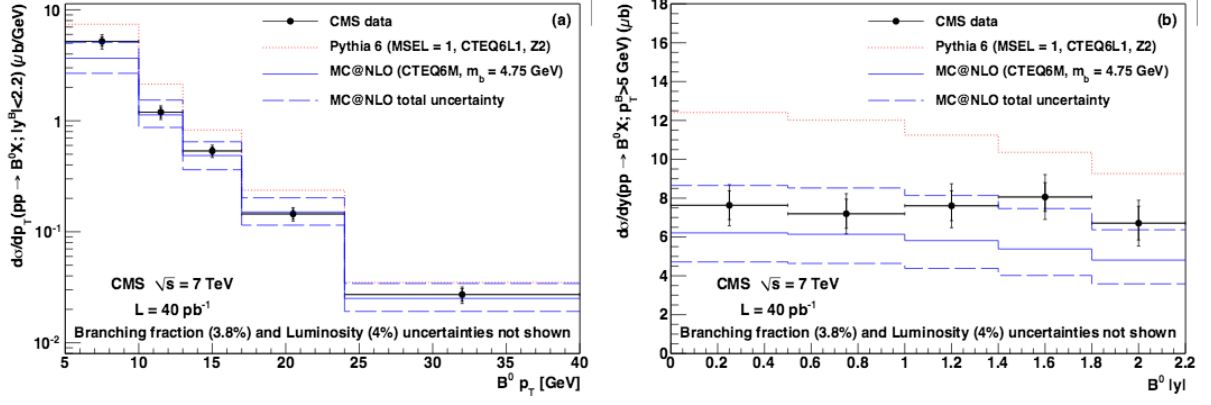 (a)
CMS data
Pythia 6 (MSEL = 1, CTEQ6L1, Z2)
MC@NLO (CTEQ6M, m_b = 4.75 GeV)
MC@NLO total uncertainty
dσ/dp_T(pp → B⁰X; |y^B|<2.2) (μb/GeV)
10
1
10⁻¹
10⁻²
CMS √s = 7 TeV
L = 40 pb⁻¹
Branching fraction (3.8%) and Luminosity (4%) uncertainties not shown
5 10 15 20 25 30 35 40
B⁰ p_T [GeV]
(b)
CMS data
Pythia 6 (MSEL = 1, CTEQ6L1, Z2)
MC@NLO (CTEQ6M, m_b = 4.75 GeV)
MC@NLO total uncertainty
dσ/dy(pp → B⁰X; p_T^B>5 GeV) (μb)
18
16
14
12
10
8
6
4
2
0
CMS √s = 7 TeV
L = 40 pb⁻¹
Branching fraction (3.8%) and Luminosity (4%) uncertainties not shown
0 0.2 0.4 0.6 0.8 1 1.2 1.4 1.6 1.8 2 2.2
B⁰ |y|